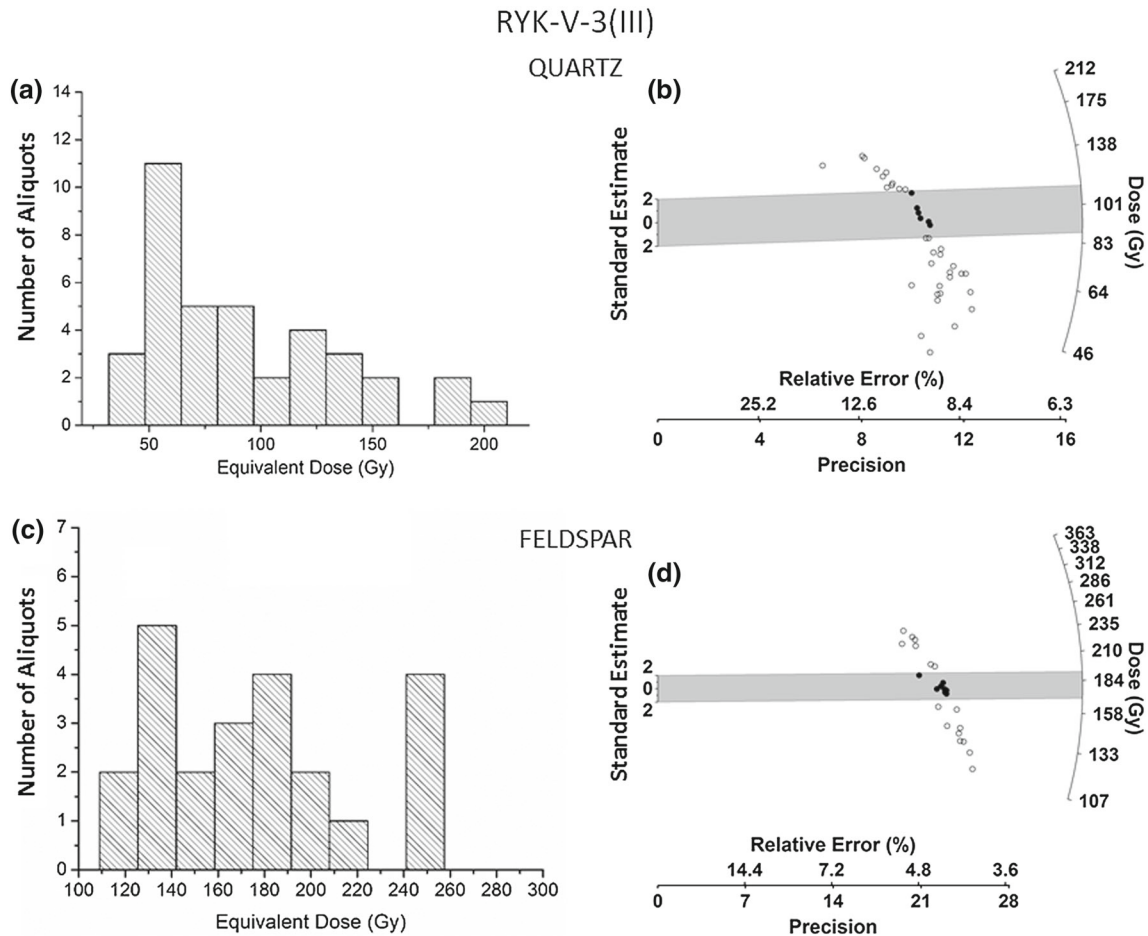 RYK-V-3(III)
QUARTZ
(a)
14
12
10
8
6
4
2
0
Number of Aliquots
50 100 150 200
Equivalent Dose (Gy)
(b)
Standard Estimate
2
0
2
212
175
138
101
83
64
46
Dose (Gy)
Relative Error (%)
25.2 12.6 8.4 6.3
0 4 8 12 16
Precision
FELDSPAR
(c)
7
6
5
4
3
2
1
0
Number of Aliquots
100 120 140 160 180 200 220 240 260 280 300
Equivalent Dose (Gy)
(d)
Standard Estimate
2
0
2
363
338
312
286
261
235
210
184
158
133
107
Dose (Gy)
Relative Error (%)
14.4 7.2 4.8 3.6
0 7 14 21 28
Precision